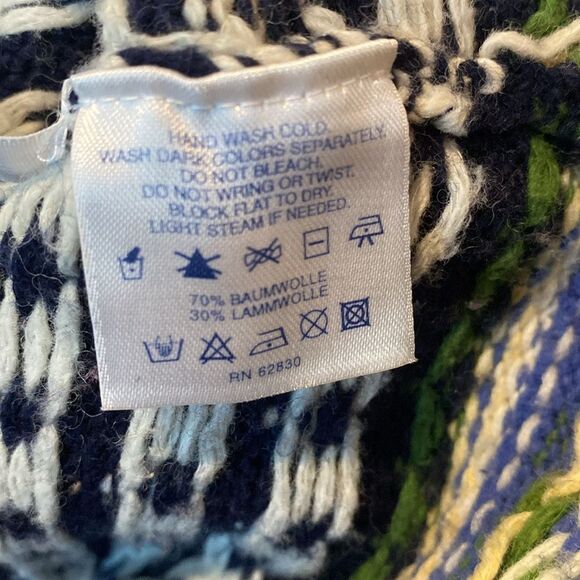 HAND WASH COLD.
WASH DARK COLORS SEPARATELY.
DO NOT BLEACH.
DO NOT WRING OR TWIST.
BLOCK FLAT TO DRY.
LIGHT STEAM IF NEEDED.
70% BAUMWOLLE
30% LAMMWOLLE
RN 62830